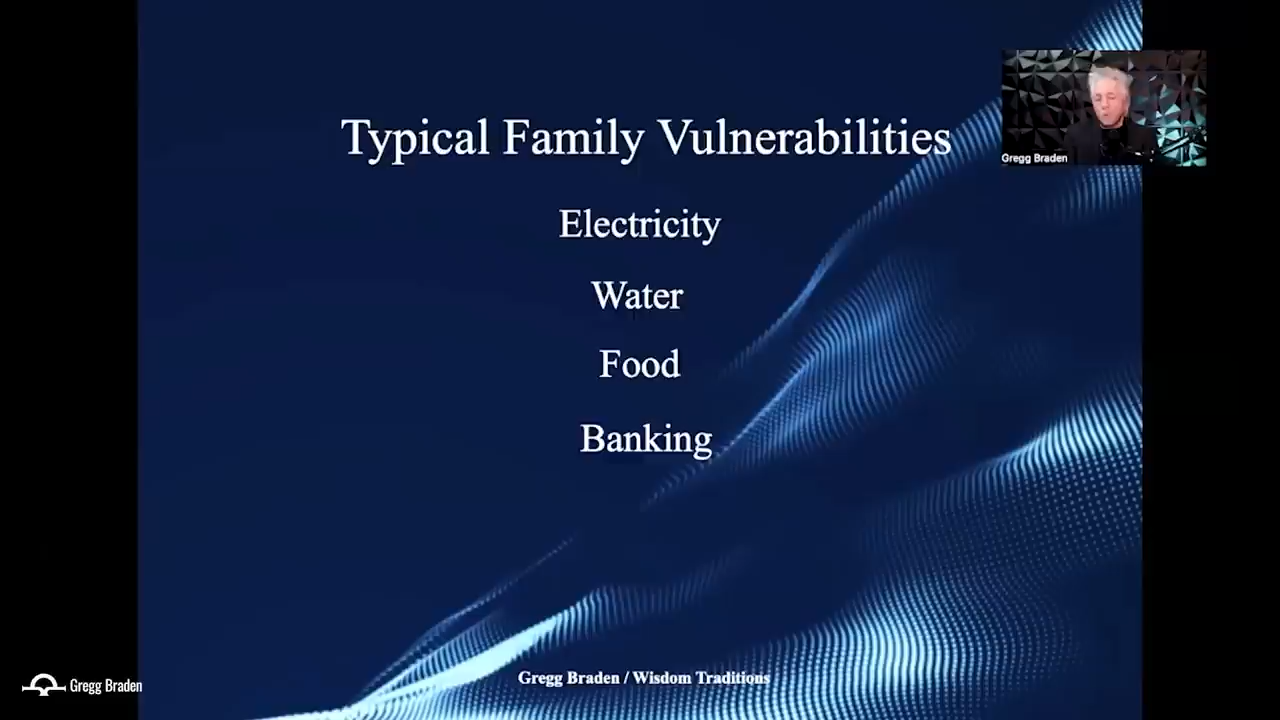 Typical Family Vulnerabilities
Gregg Braden
Electricity
Water
Food
Banking
Gregg Braden / Wisdom Traditions
Gregg Braden